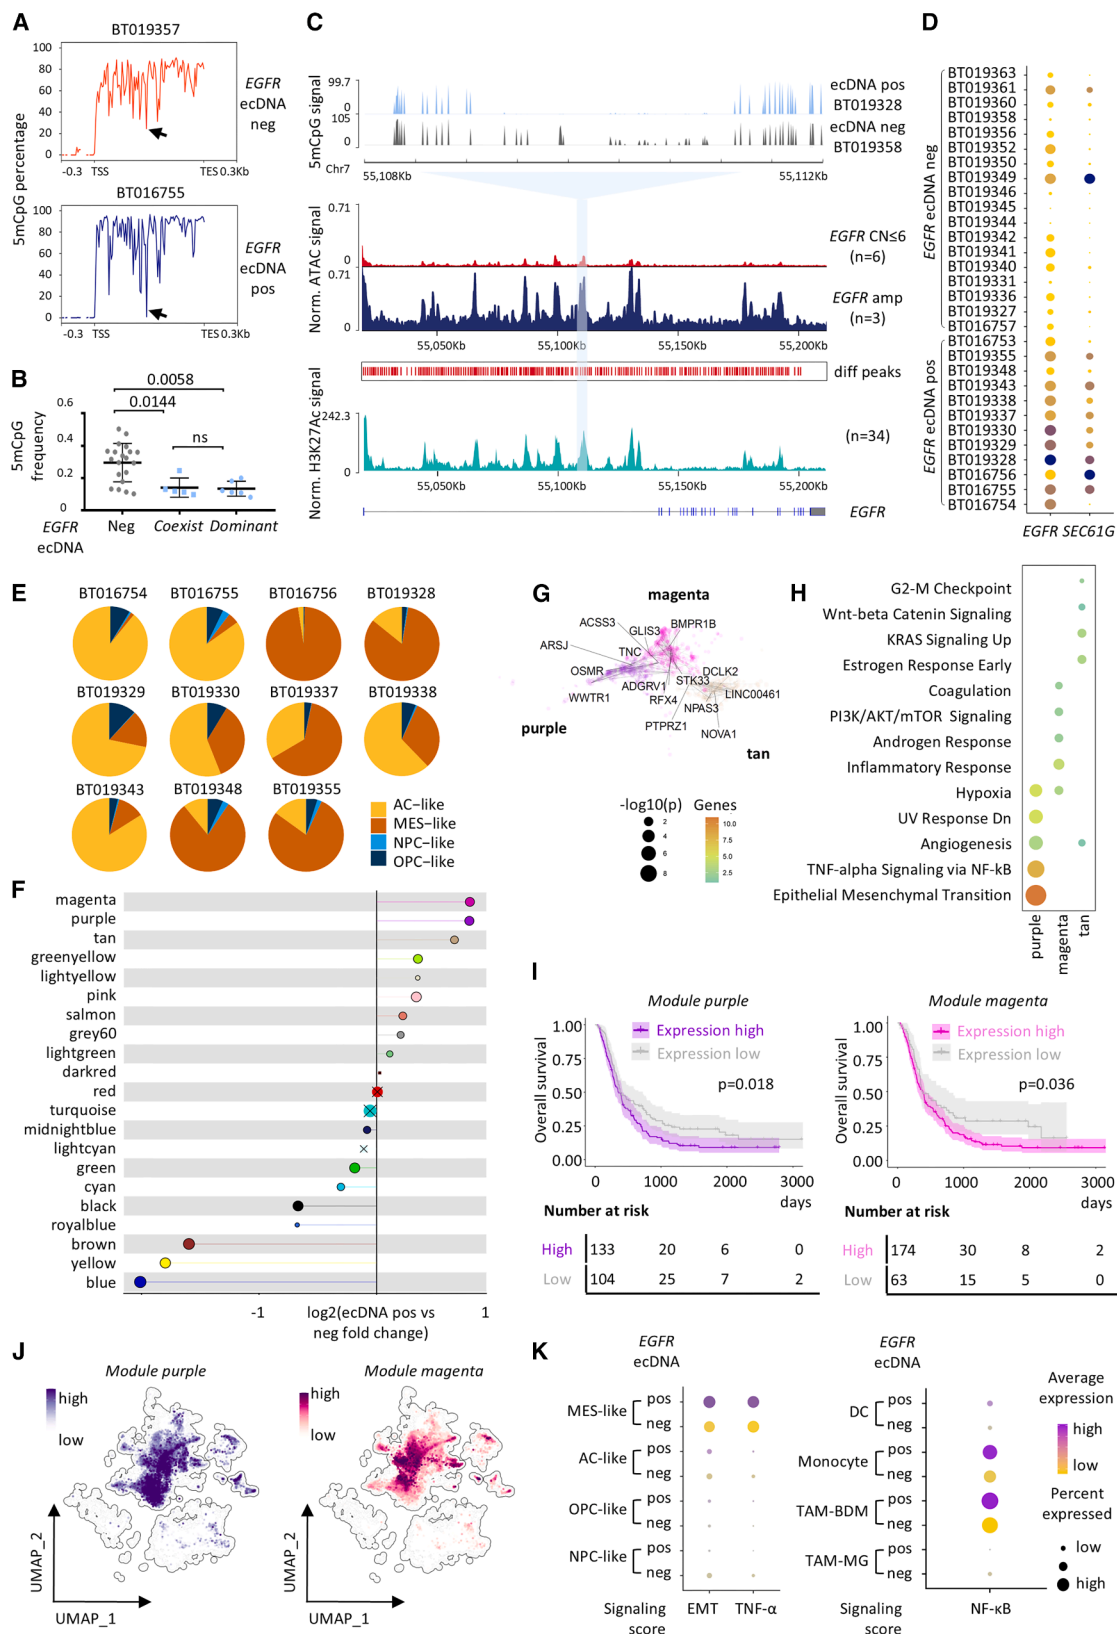 A
BT019357
100
80
60
40
20
0
EGFR
ecDNA
neg
-0.3 TSS TES 0.3Kb
5mCpG percentage
BT016755
100
80
60
40
20
0
EGFR
ecDNA
pos
-0.3 TSS TES 0.3Kb
B
0.0058
0.0144
ns
0.6
0.4
0.2
0
5mCpG
frequency
EGFR
ecDNA
Neg Coexist Dominant
C
5mCpG signal
99.7
0
105
0
ecDNA pos
BT019328
ecDNA neg
BT019358
Chr7
55,108Kb 55,112Kb
Norm. ATAC signal
0.71
0
0.71
0
EGFR CN≤6
(n=6)
EGFR amp
(n=3)
55,050Kb 55,100Kb 55,150Kb 55,200Kb
diff peaks
Norm. H3K27Ac signal
242.3
0
(n=34)
55,050Kb 55,100Kb 55,150Kb 55,200Kb
EGFR
D
EGFR ecDNA neg
BT019363
BT019361
BT019360
BT019358
BT019356
BT019352
BT019350
BT019349
BT019346
BT019345
BT019344
BT019342
BT019341
BT019340
BT019331
BT019336
BT019327
BT016757
EGFR ecDNA pos
BT016753
BT019355
BT019348
BT019343
BT019338
BT019337
BT019330
BT019329
BT019328
BT016756
BT016755
BT016754
EGFR SEC61G
E
BT016754 BT016755 BT016756 BT019328
BT019329 BT019330 BT019337 BT019338
BT019343 BT019348 BT019355
AC-like
MES-like
NPC-like
OPC-like
F
magenta
purple
tan
greenyellow
lightyellow
pink
salmon
grey60
lightgreen
darkred
red
turquoise
midnightblue
lightcyan
green
cyan
black
royalblue
brown
yellow
blue
-1 log2(ecDNA pos vs 1
neg fold change)
G
magenta
ACSS3
BMPR1B
GLIS3
ARSJ
TNC
OSMR
DCLK2
ADGRV1
STK33
LINC00461
WWTR1
RFX4
NPAS3
PTPRZ1
NOVA1
purple
tan
-log10(p)
2
4
6
8
Genes
10.0
7.5
5.0
2.5
H
G2-M Checkpoint
Wnt-beta Catenin Signaling
KRAS Signaling Up
Estrogen Response Early
Coagulation
PI3K/AKT/mTOR Signaling
Androgen Response
Inflammatory Response
Hypoxia
UV Response Dn
Angiogenesis
TNF-alpha Signaling via NF-kB
Epithelial Mesenchymal Transition
purple
magenta
tan
I
Module purple
Overall survival
1.00
0.75
0.50
0.25
0.00
Expression high
Expression low
p=0.018
0 1000 2000 3000
days
Number at risk
High 133 20 6 0
Low 104 25 7 2
Module magenta
Overall survival
1.00
0.75
0.50
0.25
0.00
Expression high
Expression low
p=0.036
0 1000 2000 3000
days
Number at risk
High 174 30 8 2
Low 63 15 5 0
J
Module purple
high
low
UMAP_2
UMAP_1
Module magenta
high
low
UMAP_2
UMAP_1
K
EGFR
ecDNA
MES-like
pos
neg
AC-like
pos
neg
OPC-like
pos
neg
NPC-like
pos
neg
Signaling
score
EMT TNF-α
EGFR
ecDNA
DC
pos
neg
Monocyte
pos
neg
TAM-BDM
pos
neg
TAM-MG
pos
neg
Signaling
score
NF-κB
Average
expression
high
low
Percent
expressed
low
high